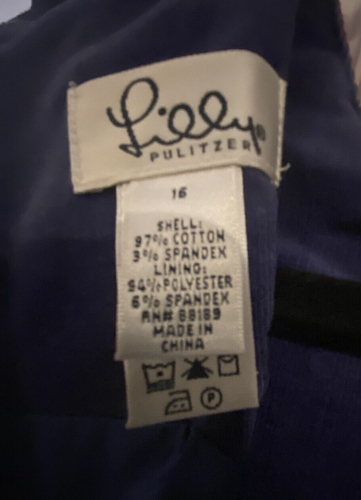 Lilly®
PULITZER
16
SHELL:
97% COTTON
3% SPANDEX
LINING:
94% POLYESTER
6% SPANDEX
RN# 88189
MADE IN
CHINA
P